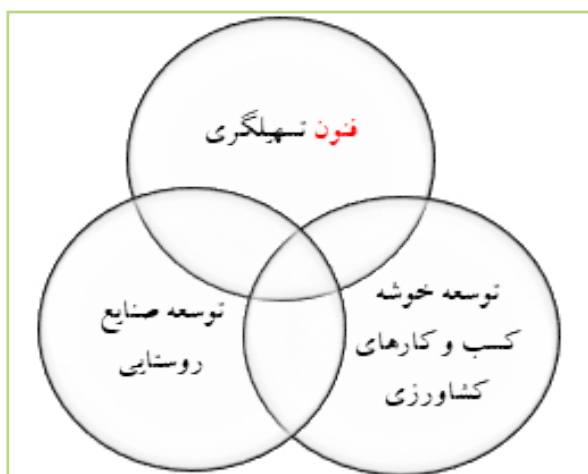 فنون تسهیلگری
توسعه خوشه
کسب و کارهای
کشاورزی
توسعه صنایع
روستایی